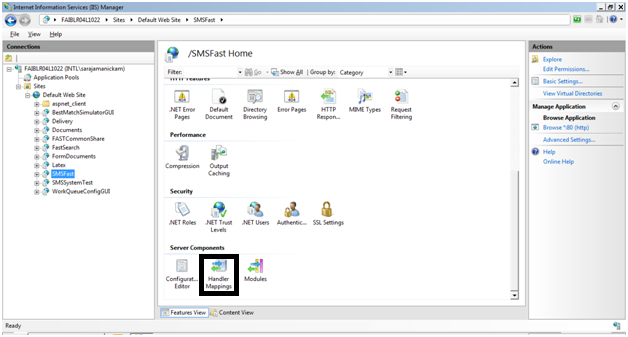 Internet Information Services (IIS) Manager
FAIBLR04L1022 ▸ Sites ▸ Default Web Site ▸ SMSFast ▸
File View Help
Connections
FAIBLR04L1022 (INTL\sarajamanickam)
Application Pools
Sites
Default Web Site
aspnet_client
BestMatchSimulatorGUI
Delivery
Documents
FASTCommonShare
FastSearch
FormDocuments
Latex
SMSFast
SMSSystemTest
WorkQueueConfigGUI
/SMSFast Home
Filter: Go Show All Group by: Category
HTTP Features
.NET Error Pages
Default Document
Directory Browsing
Error Pages
HTTP Respon...
MIME Types
Request Filtering
Performance
Compression
Output Caching
Security
.NET Roles
.NET Trust Levels
.NET Users
Authentic...
SSL Settings
Server Components
Configurat... Editor
Handler Mappings
Modules
Features View Content View
Actions
Explore
Edit Permissions...
Basic Settings...
View Virtual Directories
Manage Application
Browse Application
Browse *:80 (http)
Advanced Settings...
Help
Online Help
Ready